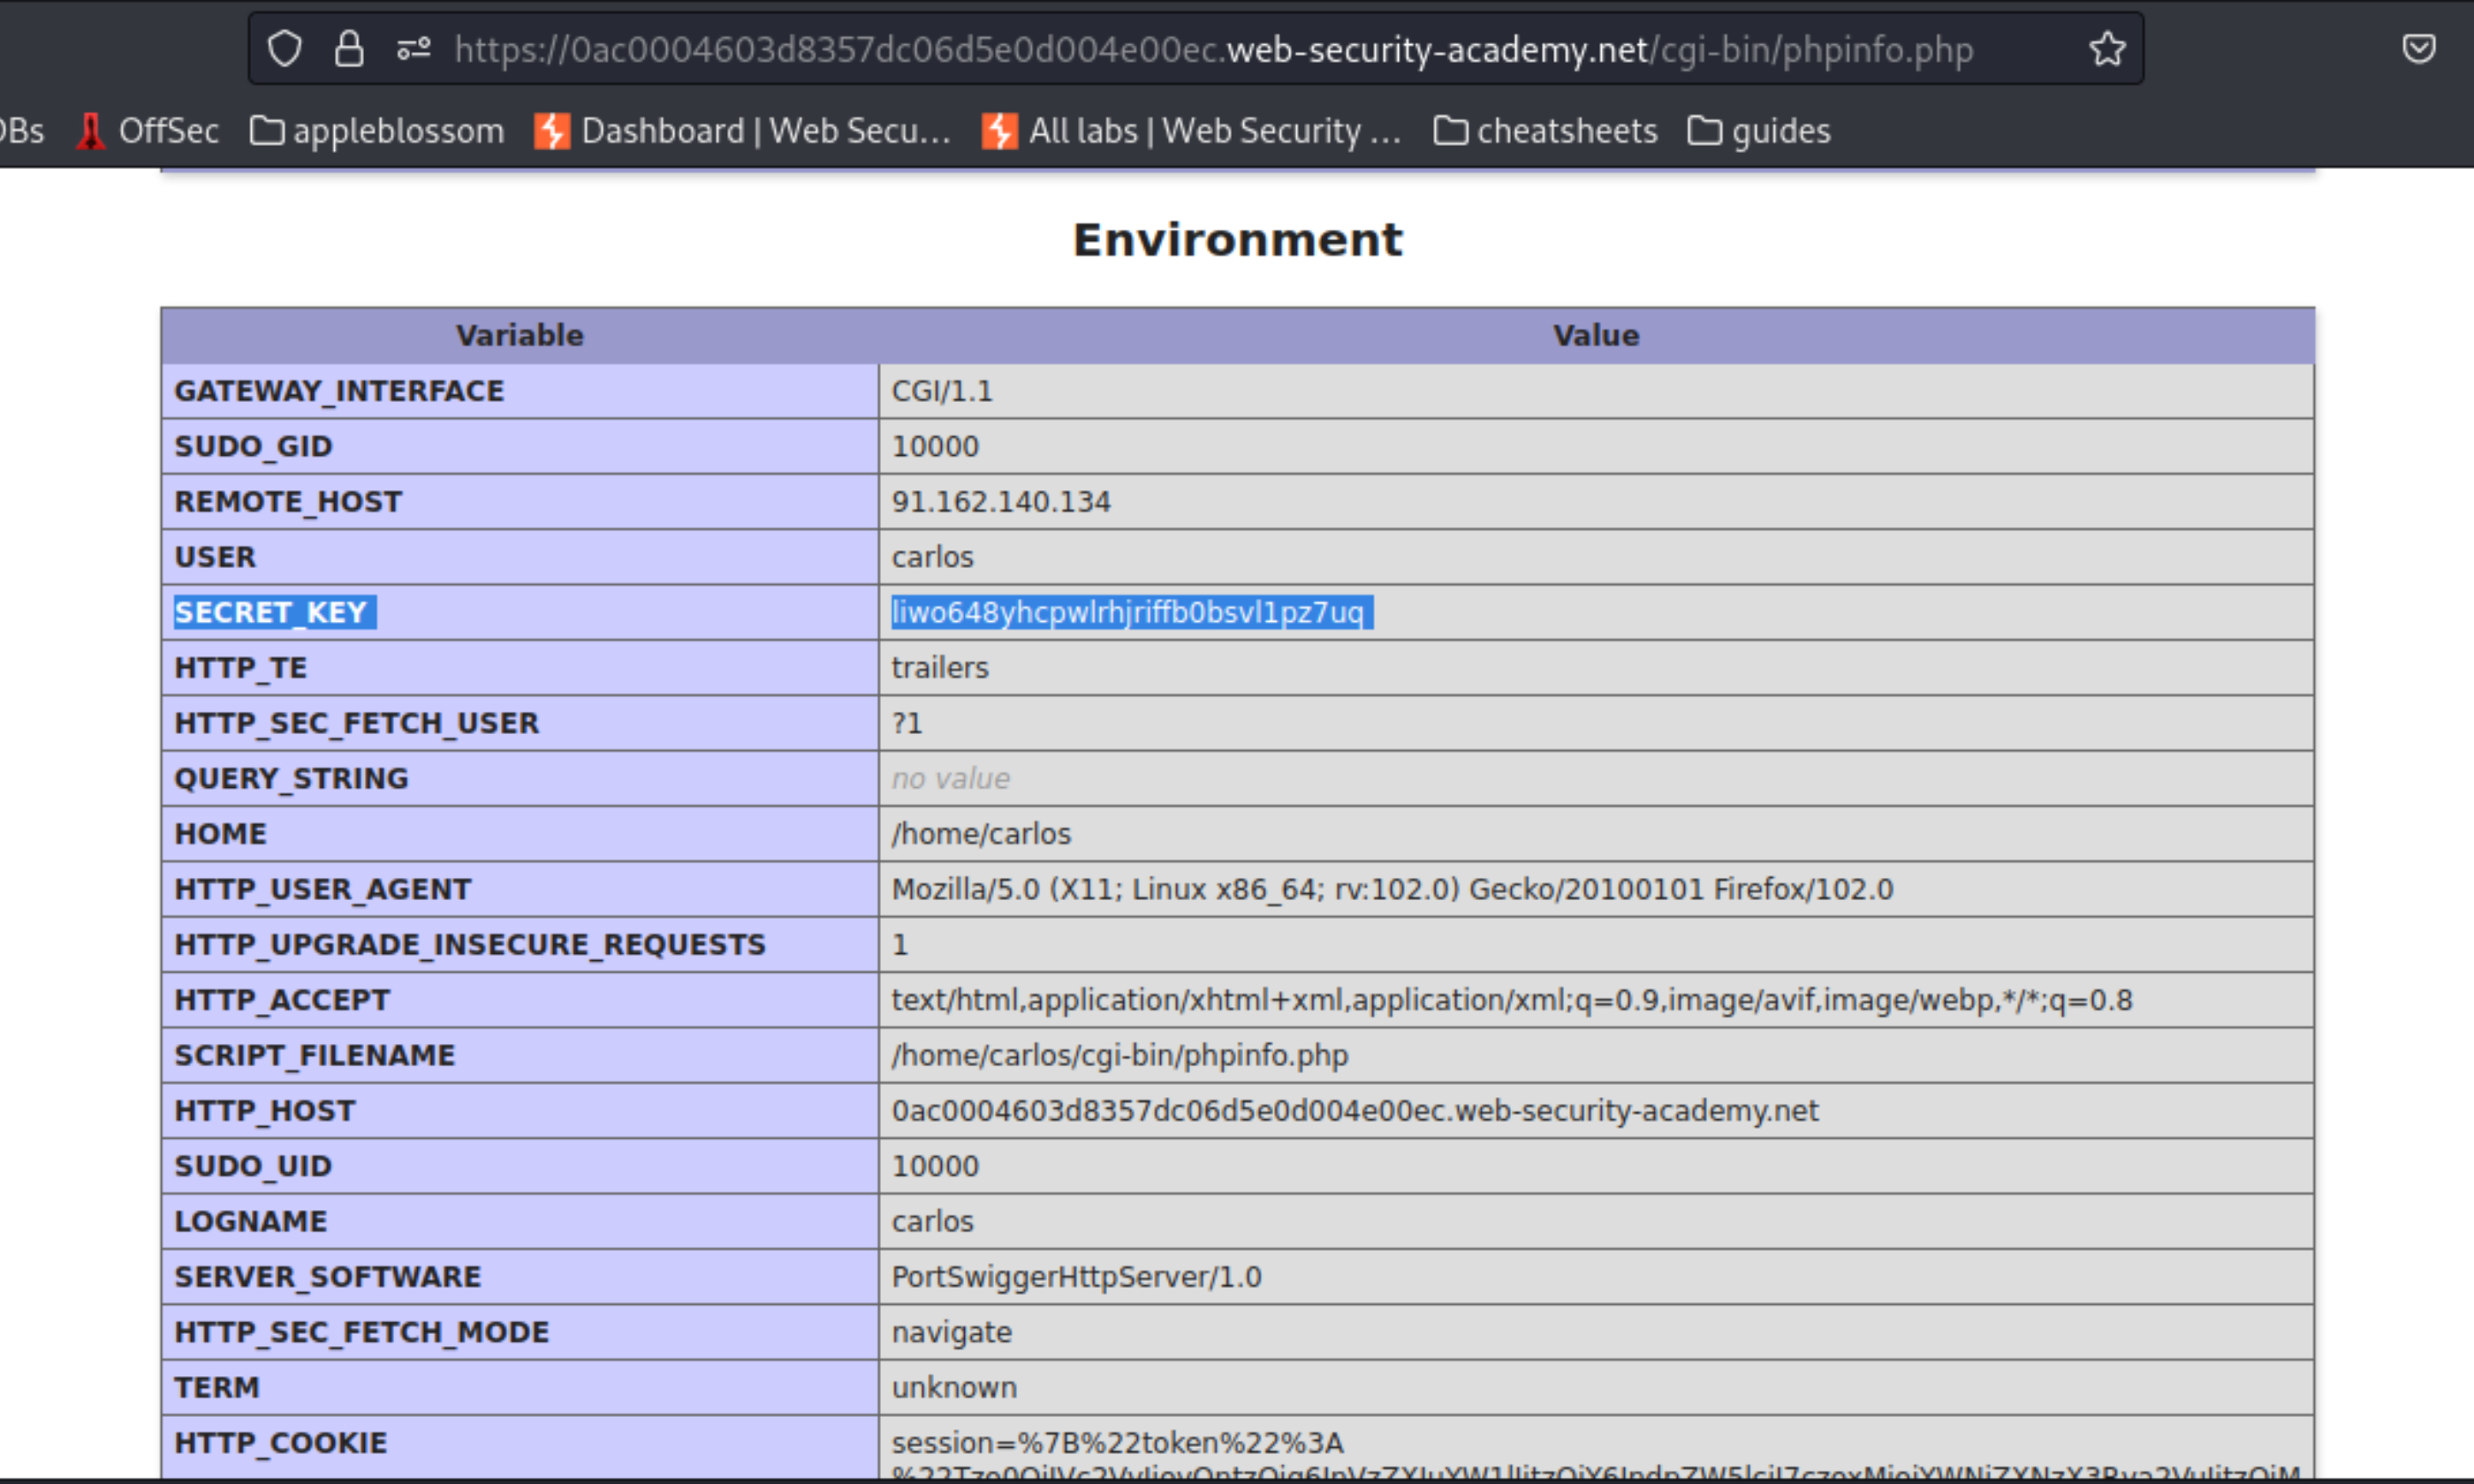 https://0ac0004603d8357dc06d5e0d004e00ec.web-security-academy.net/cgi-bin/phpinfo.php
OffSec appleblossom Dashboard | Web Secu... All labs | Web Security ... cheatsheets guides
Environment
Variable Value
GATEWAY_INTERFACE CGI/1.1
SUDO_GID 10000
REMOTE_HOST 91.162.140.134
USER carlos
SECRET_KEY liwo648yhcpwlrhjriffb0bsvl1pz7uq
HTTP_TE trailers
HTTP_SEC_FETCH_USER ?1
QUERY_STRING no value
HOME /home/carlos
HTTP_USER_AGENT Mozilla/5.0 (X11; Linux x86_64; rv:102.0) Gecko/20100101 Firefox/102.0
HTTP_UPGRADE_INSECURE_REQUESTS 1
HTTP_ACCEPT text/html,application/xhtml+xml,application/xml;q=0.9,image/avif,image/webp,*/*;q=0.8
SCRIPT_FILENAME /home/carlos/cgi-bin/phpinfo.php
HTTP_HOST 0ac0004603d8357dc06d5e0d004e00ec.web-security-academy.net
SUDO_UID 10000
LOGNAME carlos
SERVER_SOFTWARE PortSwiggerHttpServer/1.0
HTTP_SEC_FETCH_MODE navigate
TERM unknown
HTTP_COOKIE session=%7B%22token%22%3A